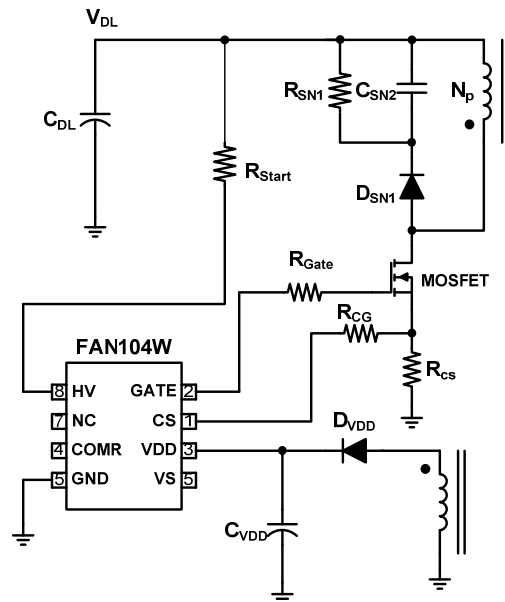 VDL
RSN1
CSN2
Np
CDL
RStart
DSN1
RGate
MOSFET
RCG
FAN104W
Rcs
8 HV GATE 2
7 NC CS 1
DVDD
4 COMR VDD 3
5 GND VS 5
CVDD